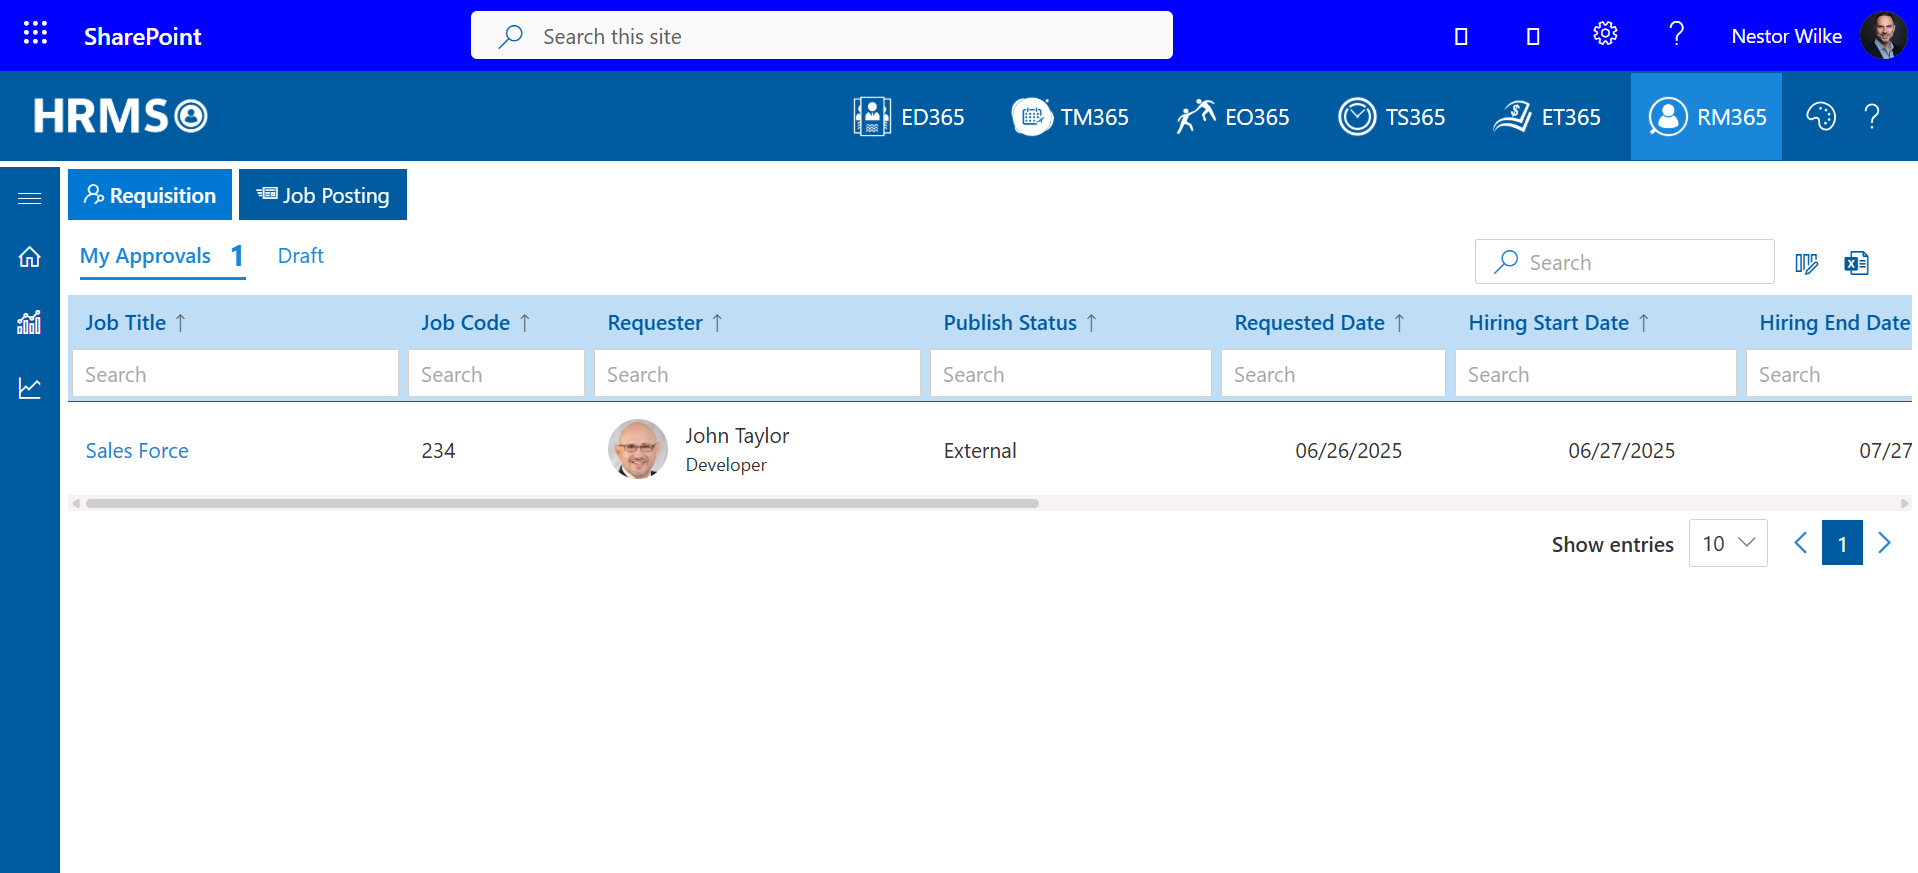 SharePoint
Search this site
?
Nestor Wilke
HRMS
ED365
TM365
EO365
TS365
ET365
RM365
?
Requisition
Job Posting
My Approvals 1
Draft
Search
Job Title ↑ Job Code ↑ Requester ↑ Publish Status ↑ Requested Date ↑ Hiring Start Date ↑ Hiring End Date
Search Search Search Search Search Search Search
Sales Force 234 John Taylor External 06/26/2025 06/27/2025 07/27
Developer
Show entries 10 1